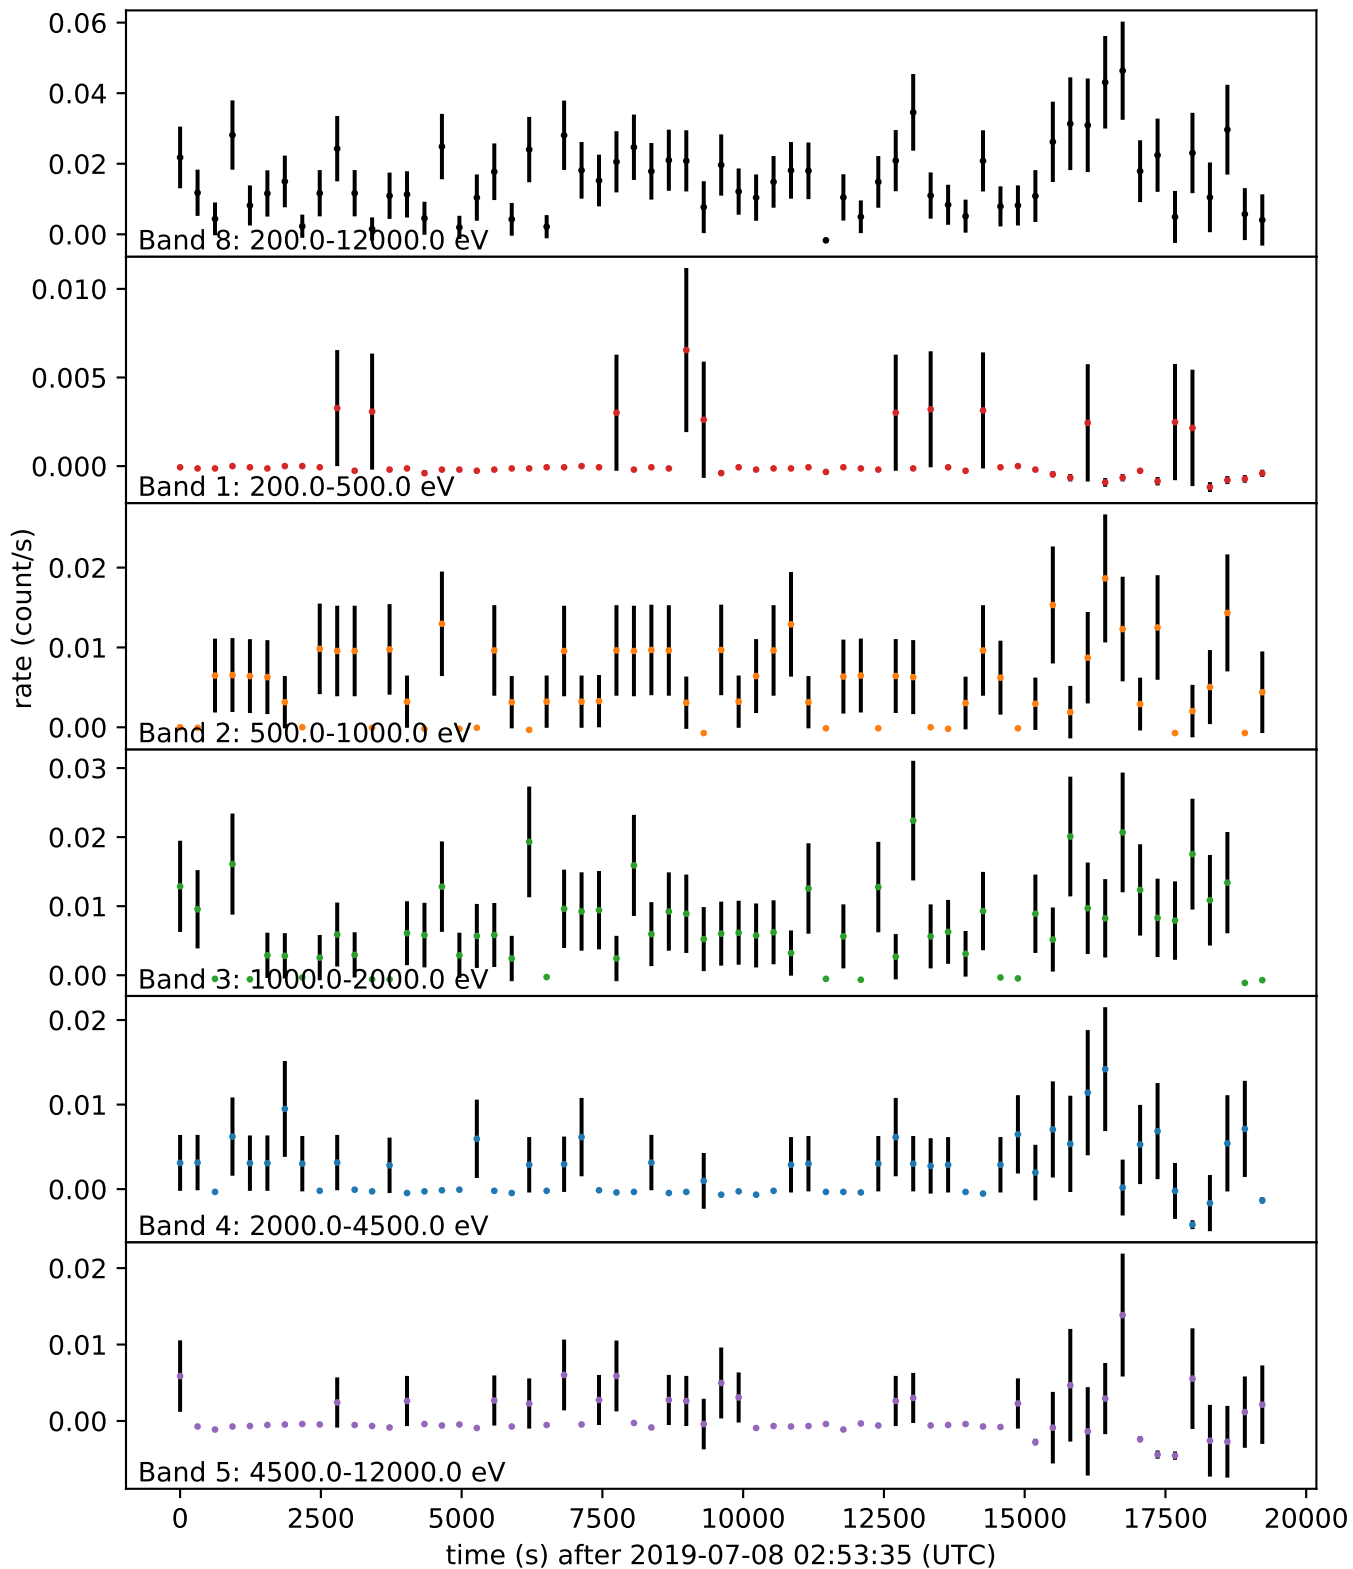 0.06
0.04
0.02
0.00
Band 8: 200.0-12000.0 eV
0.010
0.005
0.000
Band 1: 200.0-500.0 eV
rate (count/s)
0.02
0.01
0.00
Band 2: 500.0-1000.0 eV
0.03
0.02
0.01
0.00
Band 3: 1000.0-2000.0 eV
0.02
0.01
0.00
Band 4: 2000.0-4500.0 eV
0.02
0.01
0.00
Band 5: 4500.0-12000.0 eV
0 2500 5000 7500 10000 12500 15000 17500 20000
time (s) after 2019-07-08 02:53:35 (UTC)